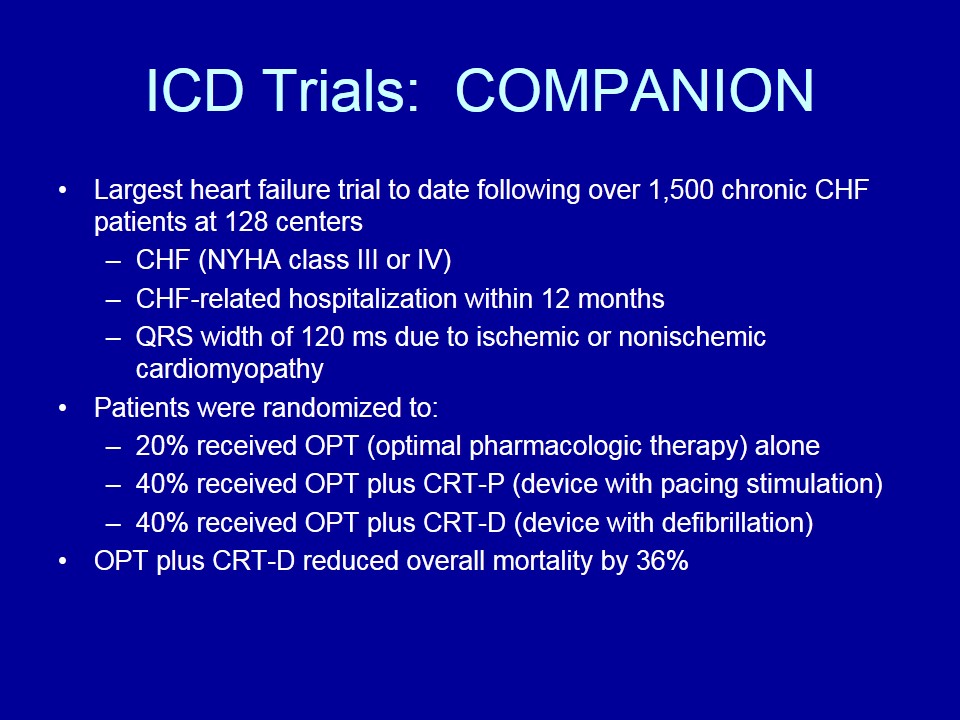 ICD Trials: COMPANION
• Largest heart failure trial to date following over 1,500 chronic CHF
patients at 128 centers
– CHF (NYHA class III or IV)
– CHF-related hospitalization within 12 months
– QRS width of 120 ms due to ischemic or nonischemic
cardiomyopathy
• Patients were randomized to:
– 20% received OPT (optimal pharmacologic therapy) alone
– 40% received OPT plus CRT-P (device with pacing stimulation)
– 40% received OPT plus CRT-D (device with defibrillation)
• OPT plus CRT-D reduced overall mortality by 36%